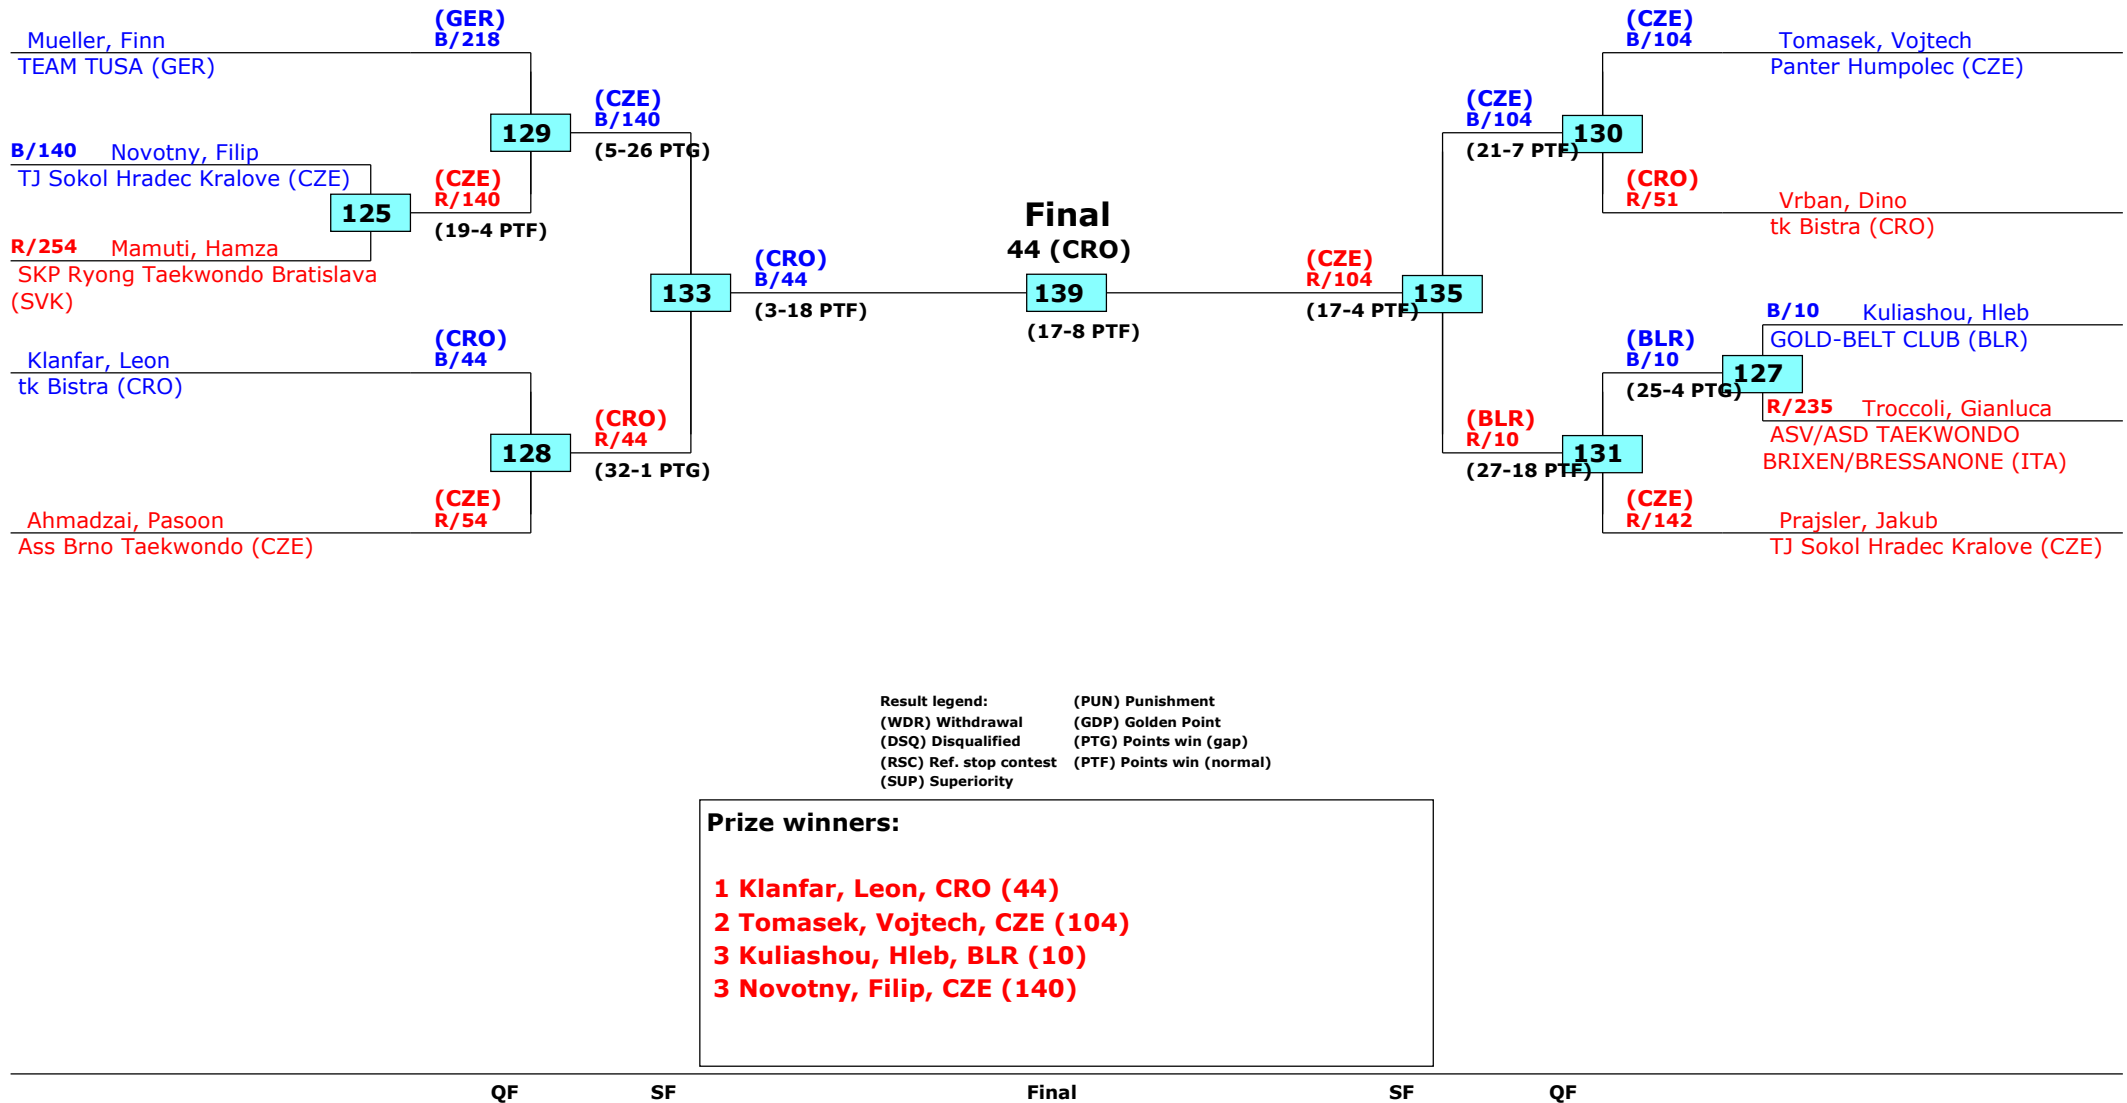 (GER)
B/218
Mueller, Finn
TEAM TUSA (GER)
129
(CZE)
B/140
(5-26 PTG)
B/140 Novotny, Filip
TJ Sokol Hradec Kralove (CZE)
125
(CZE)
R/140
(19-4 PTF)
R/254 Mamuti, Hamza
SKP Ryong Taekwondo Bratislava
(SVK)
133
(CRO)
B/44
(3-18 PTF)
(CRO)
B/44
Klanfar, Leon
tk Bistra (CRO)
128
(CRO)
R/44
(32-1 PTG)
(CZE)
R/54
Ahmadzai, Pasoon
Ass Brno Taekwondo (CZE)
Final
44 (CRO)
139
(17-8 PTF)
(CZE)
R/104
(17-4 PTF)
135
(CZE)
B/104
(21-7 PTF)
130
(CZE)
B/104
Tomasek, Vojtech
Panter Humpolec (CZE)
(CRO)
R/51
Vrban, Dino
tk Bistra (CRO)
B/10 Kuliashou, Hleb
GOLD-BELT CLUB (BLR)
(BLR)
B/10
(25-4 PTG)
127
R/235 Troccoli, Gianluca
ASV/ASD TAEKWONDO
BRIXEN/BRESSANONE (ITA)
(BLR)
R/10
(27-18 PTF)
131
(CZE)
R/142
Prajsler, Jakub
TJ Sokol Hradec Kralove (CZE)
Result legend: (PUN) Punishment
(WDR) Withdrawal (GDP) Golden Point
(DSQ) Disqualified (PTG) Points win (gap)
(RSC) Ref. stop contest (PTF) Points win (normal)
(SUP) Superiority
Prize winners:
1 Klanfar, Leon, CRO (44)
2 Tomasek, Vojtech, CZE (104)
3 Kuliashou, Hleb, BLR (10)
3 Novotny, Filip, CZE (140)
QF SF Final SF QF